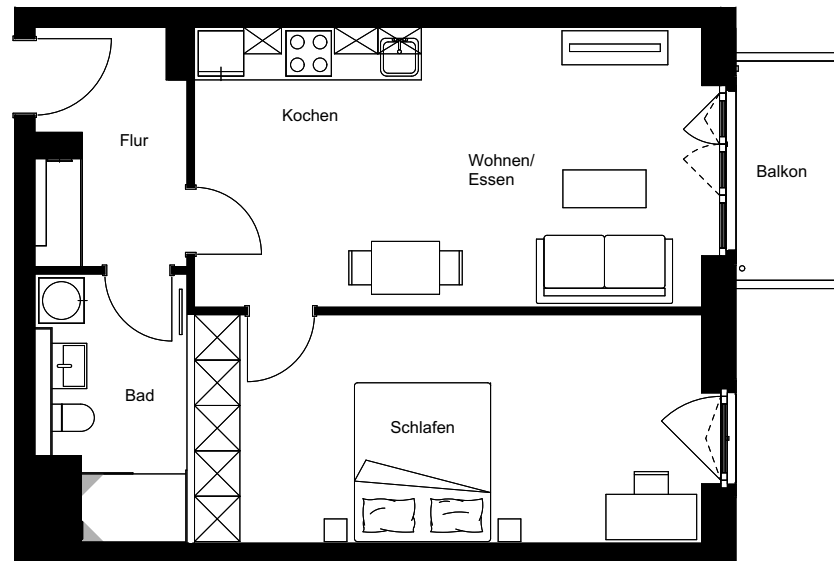 Kochen
Flur
Wohnen/
Essen
Balkon
Bad
Schlafen